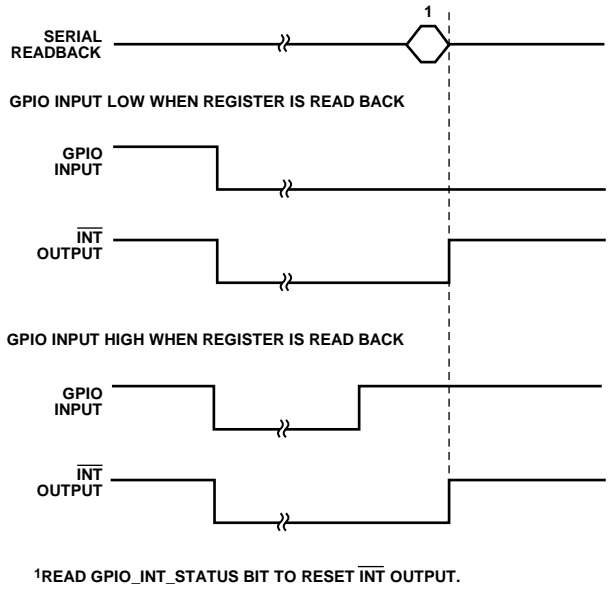 1
SERIAL
READBACK
GPIO INPUT LOW WHEN REGISTER IS READ BACK
GPIO
INPUT
INT
OUTPUT
GPIO INPUT HIGH WHEN REGISTER IS READ BACK
GPIO
INPUT
INT
OUTPUT
1READ GPIO_INT_STATUS BIT TO RESET INT OUTPUT.